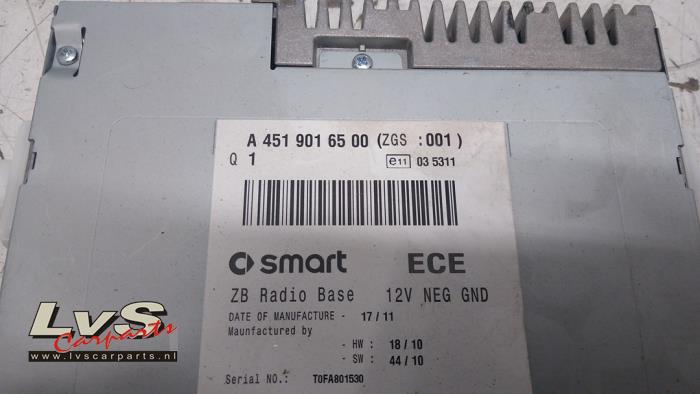 A 451 901 65 00 (ZGS :001)
Q 1 e11 03 5311
smart ECE
ZB Radio Base 12V NEG GND
DATE OF MANUFACTURE - 17/11
Maunfactured by
- HW : 18/10
- SW : 44/10
Serial NO.: T0FA801530
LvS
Carparts
www.lvscarparts.nl